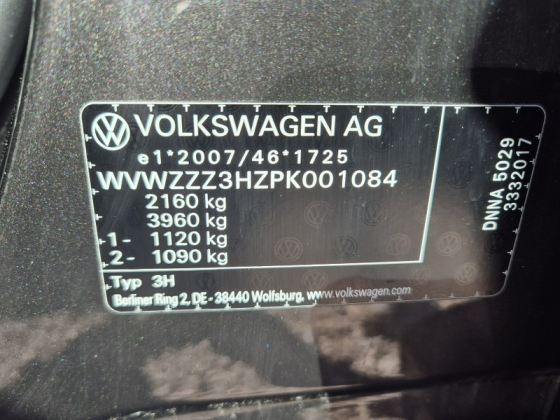 VOLKSWAGEN AG
e1*2007/46*1725
WVWZZZ3HZPK001084
2160 kg
3960 kg
1- 1120 kg
2- 1090 kg
Typ 3H
Berliner Ring 2, DE - 38440 Wolfsburg, www.volkswagen.com
DNNA 5029
3332017